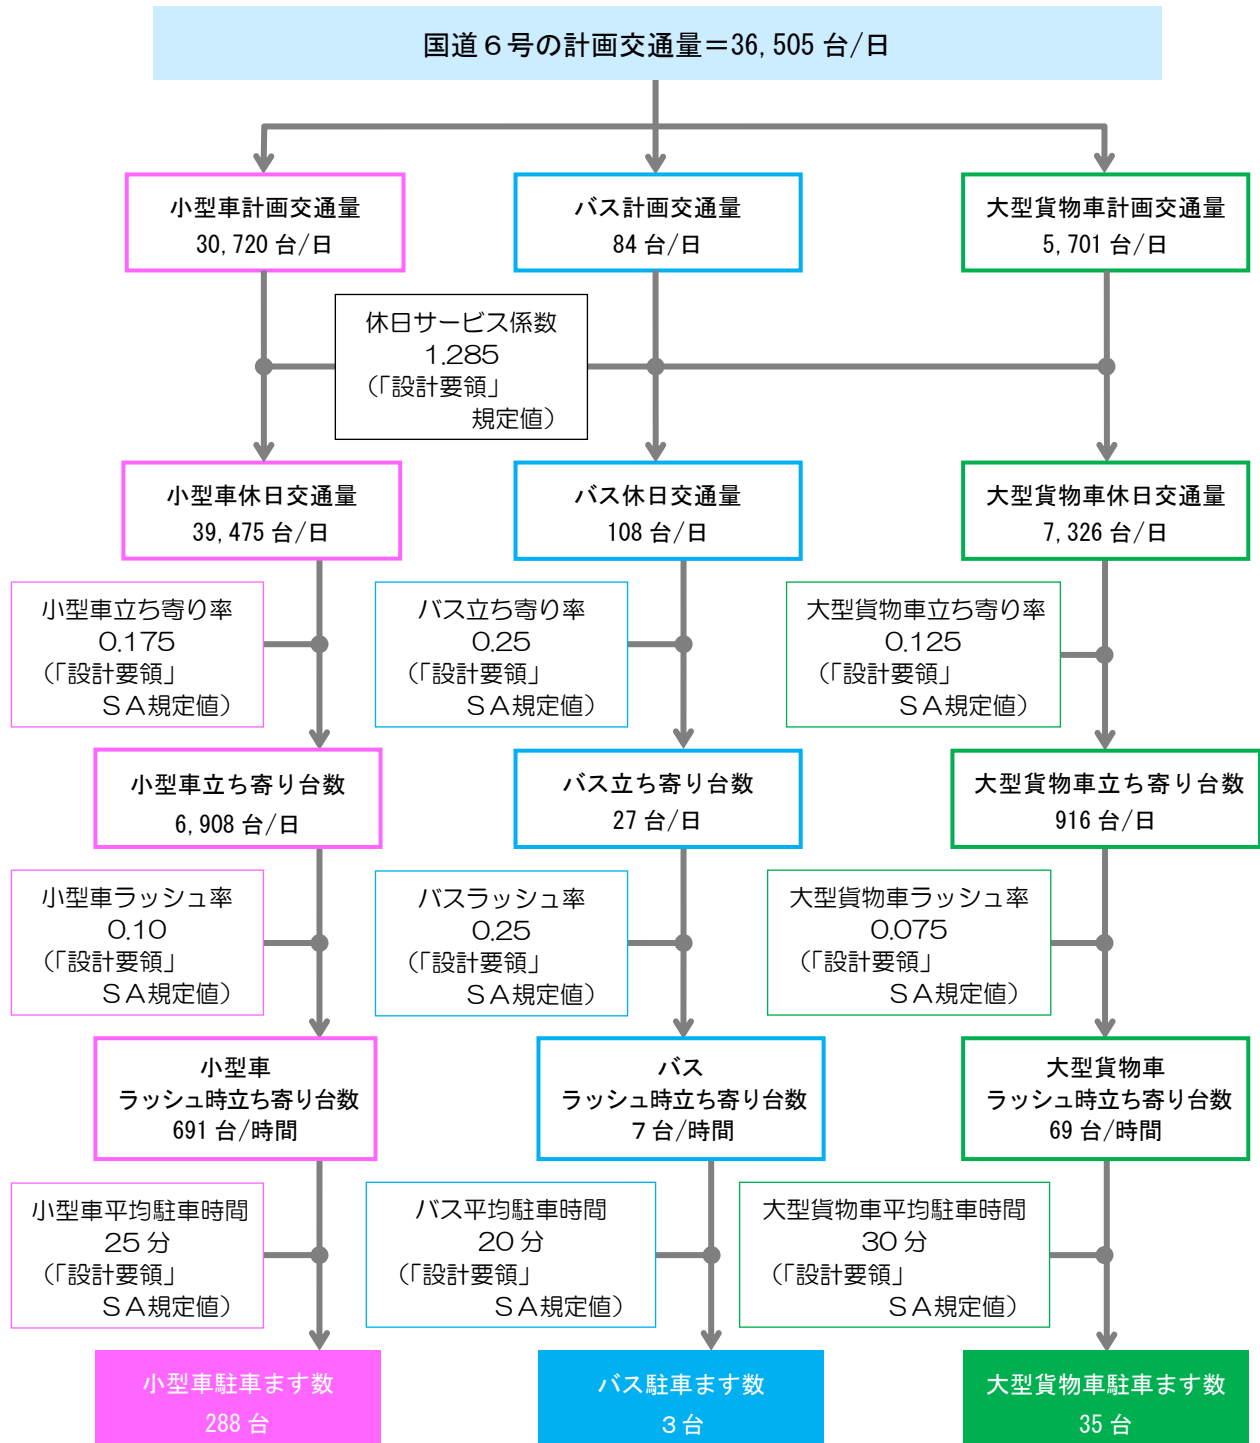 国道６号の計画交通量＝36,505 台/日
小型車計画交通量
30,720 台/日
バス計画交通量
84 台/日
大型貨物車計画交通量
5,701 台/日
休日サービス係数
1.285
（「設計要領」
規定値）
小型車休日交通量
39,475 台/日
バス休日交通量
108 台/日
大型貨物車休日交通量
7,326 台/日
小型車立ち寄り率
0.175
（「設計要領」
ＳＡ規定値）
バス立ち寄り率
0.25
（「設計要領」
ＳＡ規定値）
大型貨物車立ち寄り率
0.125
（「設計要領」
ＳＡ規定値）
小型車立ち寄り台数
6,908 台/日
バス立ち寄り台数
27 台/日
大型貨物車立ち寄り台数
916 台/日
小型車ラッシュ率
0.10
（「設計要領」
ＳＡ規定値）
バスラッシュ率
0.25
（「設計要領」
ＳＡ規定値）
大型貨物車ラッシュ率
0.075
（「設計要領」
ＳＡ規定値）
小型車
ラッシュ時立ち寄り台数
691 台/時間
バス
ラッシュ時立ち寄り台数
７台/時間
大型貨物車
ラッシュ時立ち寄り台数
69 台/時間
小型車平均駐車時間
25 分
（「設計要領」
ＳＡ規定値）
バス平均駐車時間
20 分
（「設計要領」
ＳＡ規定値）
大型貨物車平均駐車時間
30 分
（「設計要領」
ＳＡ規定値）
小型車駐車ます数
288 台
バス駐車ます数
３台
大型貨物車駐車ます数
35 台